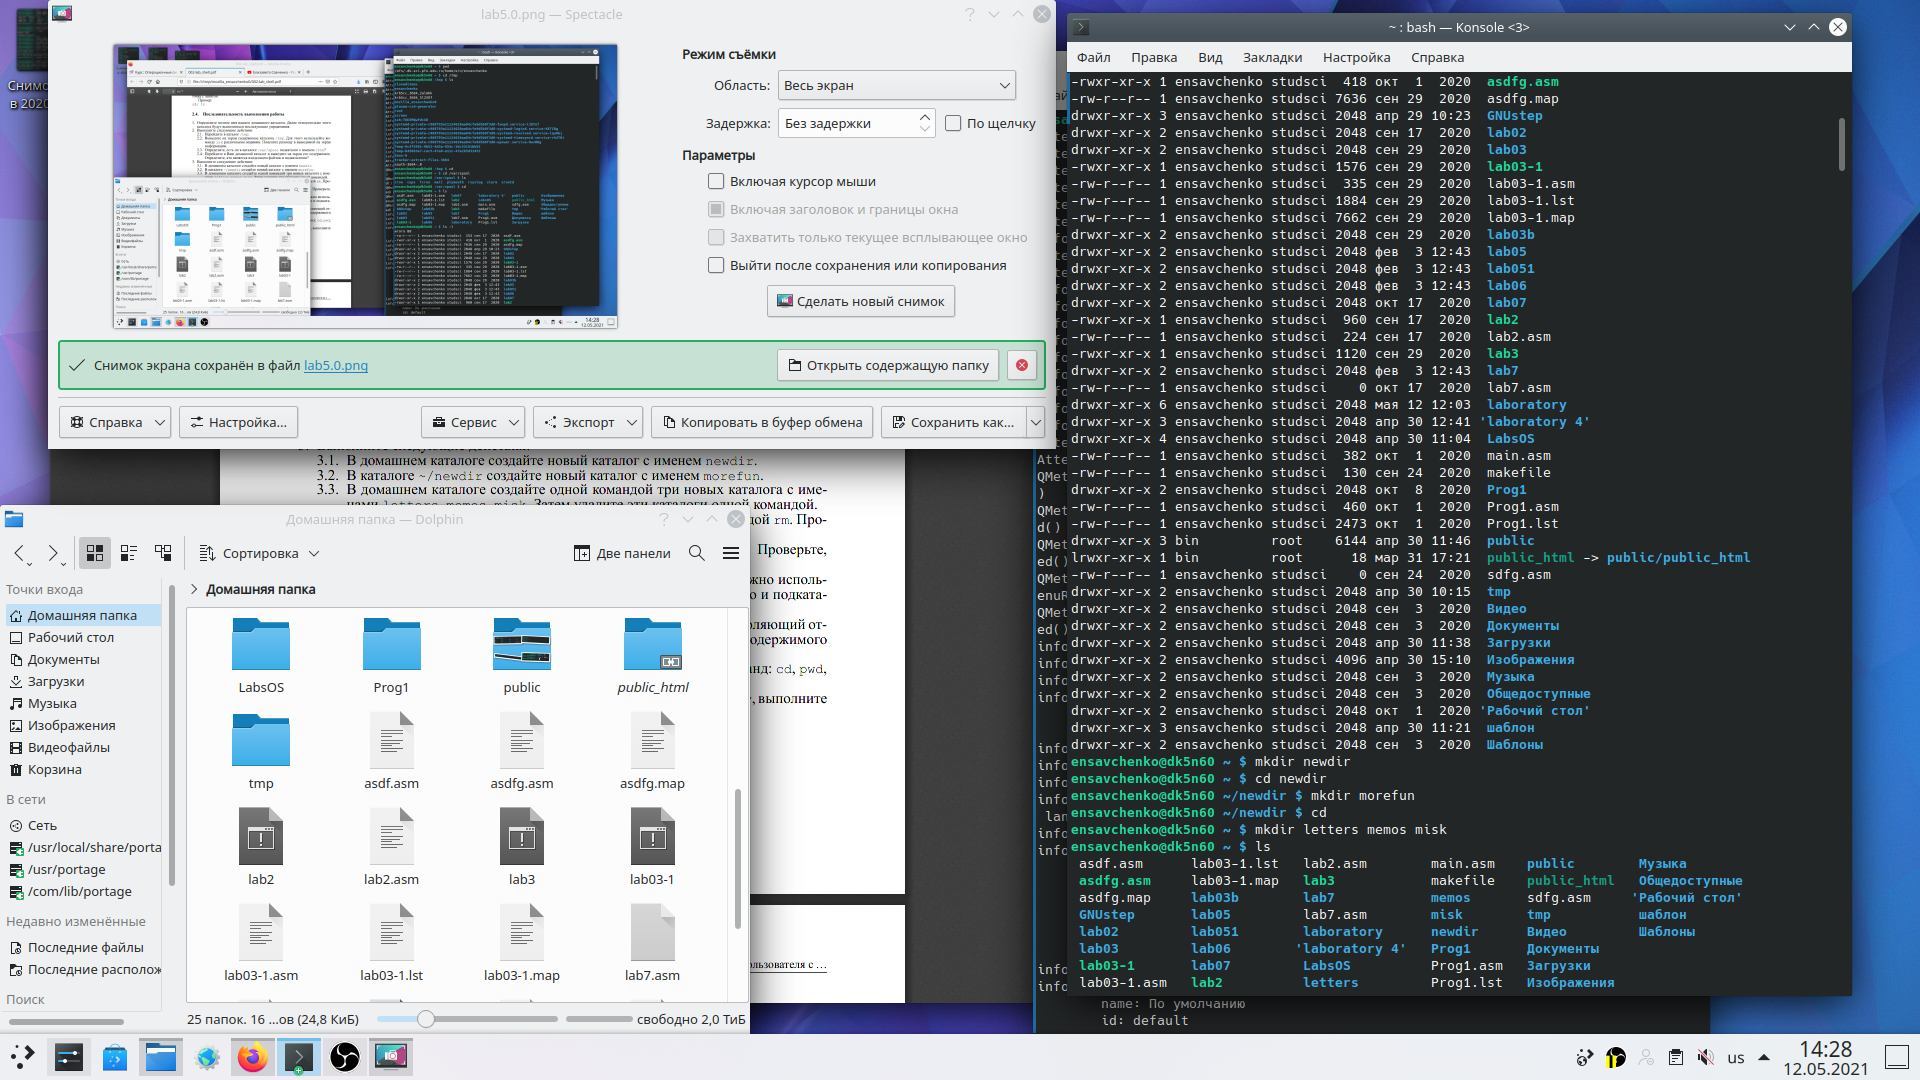 lab5.0.png — Spectacle
Режим съёмки
Область: Весь экран
Задержка: Без задержки По щелчку
Параметры
Включая курсор мыши
Включая заголовок и границы окна
Захватить только текущее всплывающее окно
Выйти после сохранения или копирования
Сделать новый снимок
Снимок экрана сохранён в файл lab5.0.png
Открыть содержащую папку
Справка Настройка... Сервис Экспорт Копировать в буфер обмена Сохранить как...
Снимо
в 2020
3.1. В домашнем каталоге создайте новый каталог с именем newdir.
3.2. В каталоге ~/newdir создайте новый каталог с именем morefun.
3.3. В домашнем каталоге создайте одной командой три новых каталога с име-
нами letters, memos, misk. Затем удалите эти каталоги одной командой.
дой rm. Про-
Проверьте,
жно исполь-
о и подката-
ляющий от-
одержимого
анд: cd, pwd,
, выполните
ользователя с …
Домашняя папка — Dolphin
Сортировка
Две панели
Точки входа
Домашняя папка
Рабочий стол
Документы
Загрузки
Музыка
Изображения
Видеофайлы
Корзина
В сети
Сеть
/usr/local/share/porta
/usr/portage
/com/lib/portage
Недавно изменённые
Последние файлы
Последние располож
Поиск
Домашняя папка
LabsOS Prog1 public public_html
tmp asdf.asm asdfg.asm asdfg.map
lab2 lab2.asm lab3 lab03-1
lab03-1.asm lab03-1.lst lab03-1.map lab7.asm
25 папок. 16 ...ов (24,8 КиБ)
свободно 2,0 ТиБ
Atte
QMet
)
QMet
d()
QMet
ed()
QMet
enuR
QMet
ed()
info
info
info
info
info
info
info
info
lan
info
info
info
info
name: По умолчанию
id: default
~ : bash — Konsole <3>
Файл Правка Вид Закладки Настройка Справка
-rwxr-xr-x 1 ensavchenko studsci 418 окт 1 2020 asdfg.asm
-rw-r--r-- 1 ensavchenko studsci 7636 сен 29 2020 asdfg.map
drwxr-xr-x 3 ensavchenko studsci 2048 апр 29 10:23 GNUstep
drwxr-xr-x 2 ensavchenko studsci 2048 сен 17 2020 lab02
drwxr-xr-x 2 ensavchenko studsci 2048 сен 29 2020 lab03
-rwxr-xr-x 1 ensavchenko studsci 1576 сен 29 2020 lab03-1
-rw-r--r-- 1 ensavchenko studsci 335 сен 29 2020 lab03-1.asm
-rw-r--r-- 1 ensavchenko studsci 1884 сен 29 2020 lab03-1.lst
-rw-r--r-- 1 ensavchenko studsci 7662 сен 29 2020 lab03-1.map
drwxr-xr-x 2 ensavchenko studsci 2048 сен 29 2020 lab03b
drwxr-xr-x 2 ensavchenko studsci 2048 фев 3 12:43 lab05
drwxr-xr-x 2 ensavchenko studsci 2048 фев 3 12:43 lab051
drwxr-xr-x 2 ensavchenko studsci 2048 фев 3 12:43 lab06
drwxr-xr-x 2 ensavchenko studsci 2048 окт 17 2020 lab07
-rwxr-xr-x 1 ensavchenko studsci 960 сен 17 2020 lab2
-rw-r--r-- 1 ensavchenko studsci 224 сен 17 2020 lab2.asm
-rwxr-xr-x 1 ensavchenko studsci 1120 сен 29 2020 lab3
drwxr-xr-x 2 ensavchenko studsci 2048 фев 3 12:43 lab7
-rw-r--r-- 1 ensavchenko studsci 0 окт 17 2020 lab7.asm
drwxr-xr-x 6 ensavchenko studsci 2048 мая 12 12:03 laboratory
drwxr-xr-x 3 ensavchenko studsci 2048 апр 30 12:41 'laboratory 4'
drwxr-xr-x 4 ensavchenko studsci 2048 апр 30 11:04 LabsOS
-rw-r--r-- 1 ensavchenko studsci 382 окт 1 2020 main.asm
-rw-r--r-- 1 ensavchenko studsci 130 сен 24 2020 makefile
drwxr-xr-x 2 ensavchenko studsci 2048 окт 8 2020 Prog1
-rw-r--r-- 1 ensavchenko studsci 460 окт 1 2020 Prog1.asm
-rw-r--r-- 1 ensavchenko studsci 2473 окт 1 2020 Prog1.lst
drwxr-xr-x 3 bin root 6144 апр 30 11:46 public
lrwxr-xr-x 1 bin root 18 мар 31 17:21 public_html -> public/public_html
-rw-r--r-- 1 ensavchenko studsci 0 сен 24 2020 sdfg.asm
drwxr-xr-x 2 ensavchenko studsci 2048 апр 30 10:15 tmp
drwxr-xr-x 2 ensavchenko studsci 2048 сен 3 2020 Видео
drwxr-xr-x 2 ensavchenko studsci 2048 сен 3 2020 Документы
drwxr-xr-x 2 ensavchenko studsci 2048 апр 30 11:38 Загрузки
drwxr-xr-x 2 ensavchenko studsci 4096 апр 30 15:10 Изображения
drwxr-xr-x 2 ensavchenko studsci 2048 сен 3 2020 Музыка
drwxr-xr-x 2 ensavchenko studsci 2048 сен 3 2020 Общедоступные
drwxr-xr-x 2 ensavchenko studsci 2048 окт 1 2020 'Рабочий стол'
drwxr-xr-x 3 ensavchenko studsci 2048 апр 30 11:21 шаблон
drwxr-xr-x 2 ensavchenko studsci 2048 сен 3 2020 Шаблоны
ensavchenko@dk5n60 ~ $ mkdir newdir
ensavchenko@dk5n60 ~ $ cd newdir
ensavchenko@dk5n60 ~/newdir $ mkdir morefun
ensavchenko@dk5n60 ~/newdir $ cd
ensavchenko@dk5n60 ~ $ mkdir letters memos misk
ensavchenko@dk5n60 ~ $ ls
asdf.asm lab03-1.lst lab2.asm main.asm public Музыка
asdfg.asm lab03-1.map lab3 makefile public_html Общедоступные
asdfg.map lab03b lab7 memos sdfg.asm 'Рабочий стол'
GNUstep lab05 lab7.asm misk tmp шаблон
lab02 lab051 laboratory newdir Видео Шаблоны
lab03 lab06 'laboratory 4' Prog1 Документы
lab03-1 lab07 LabsOS Prog1.asm Загрузки
lab03-1.asm lab2 letters Prog1.lst Изображения
us
14:28
12.05.2021